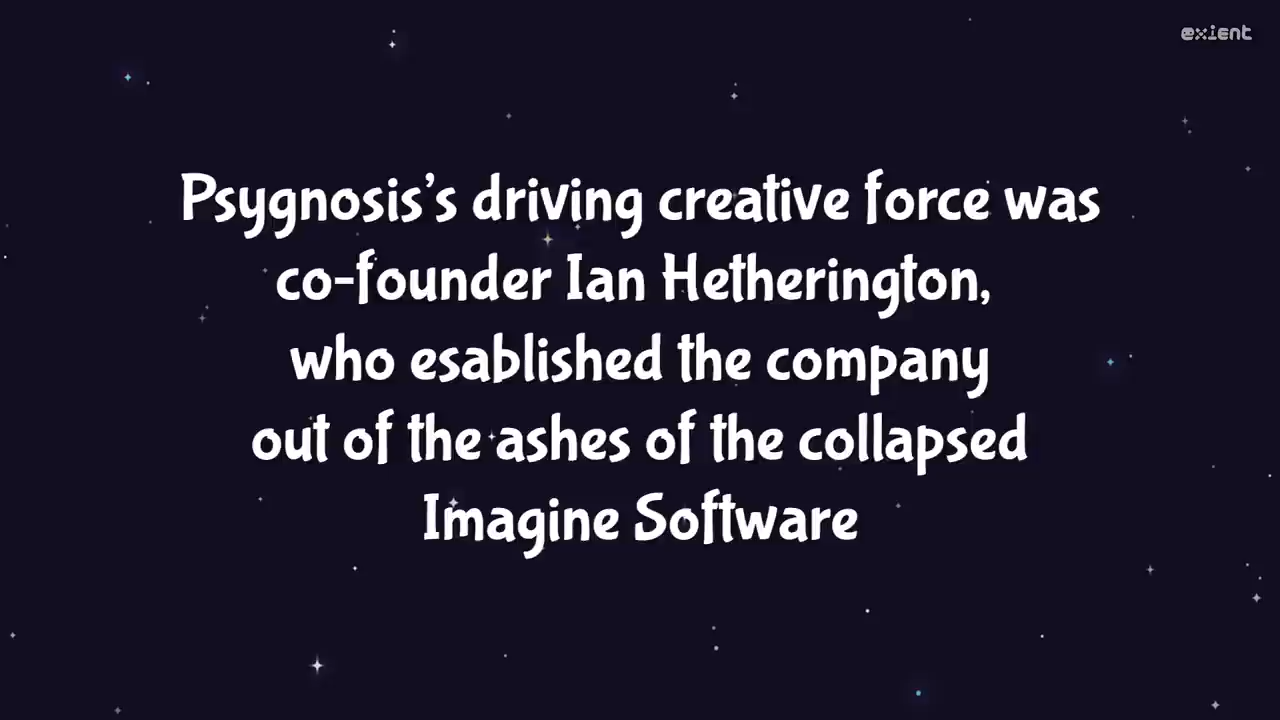 exient
Psygnosis’s driving creative force was
co-founder Ian Hetherington,
who esablished the company
out of the ashes of the collapsed
Imagine Software